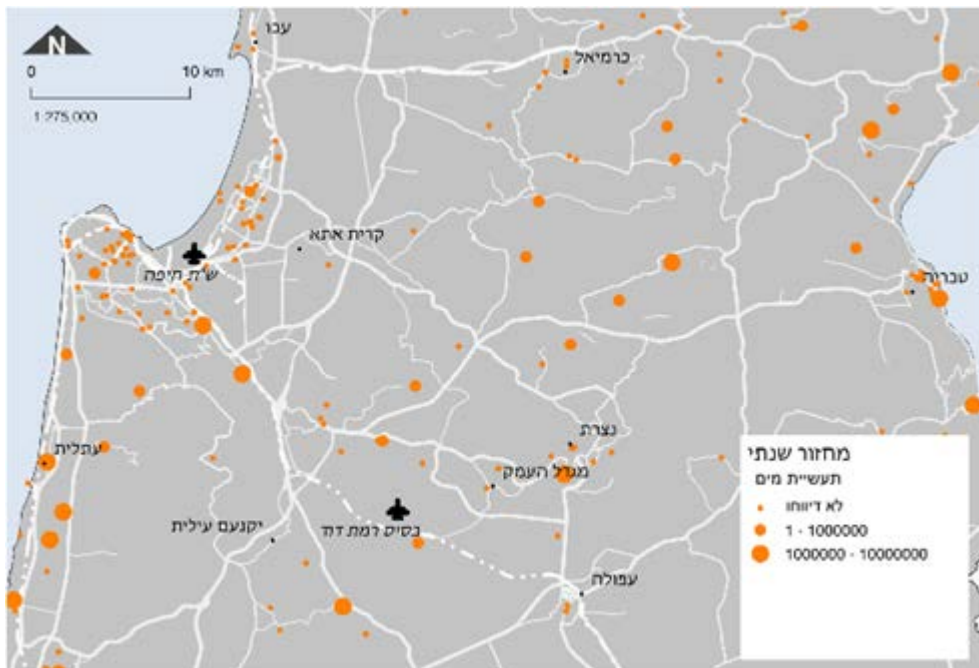 N
0 10 km
1:275,000
עכו
כרמיאל
קרית אתא
ש״ת חיפה
טבריה
נצרת
עתלית
מגדל העמק
יקנעם עילית
בסיס רמת דוד
עפולה
מחזור שנתי
תעשיית מים
לא דיווחו
1 - 1000000
1000000 - 10000000